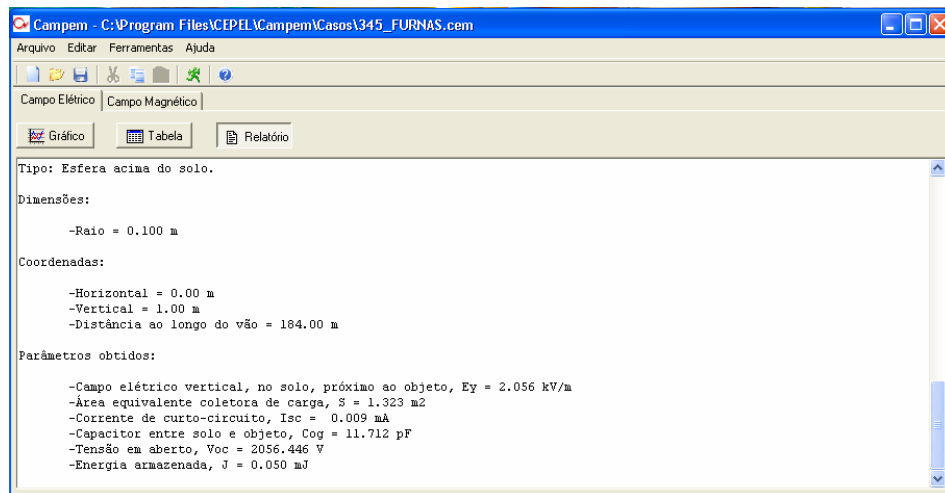 Campem - C:\Program Files\CEPEL\Campem\Casos\345_FURNAS.cem
Arquivo Editar Ferramentas Ajuda
Campo Elétrico Campo Magnético
Gráfico Tabela Relatório
Tipo: Esfera acima do solo.
Dimensões:
-Raio = 0.100 m
Coordenadas:
-Horizontal = 0.00 m
-Vertical = 1.00 m
-Distância ao longo do vão = 184.00 m
Parâmetros obtidos:
-Campo elétrico vertical, no solo, próximo ao objeto, Ey = 2.056 kV/m
-Área equivalente coletora de carga, S = 1.323 m2
-Corrente de curto-circuito, Isc = 0.009 mA
-Capacitor entre solo e objeto, Cog = 11.712 pF
-Tensão em aberto, Voc = 2056.446 V
-Energia armazenada, J = 0.050 mJ